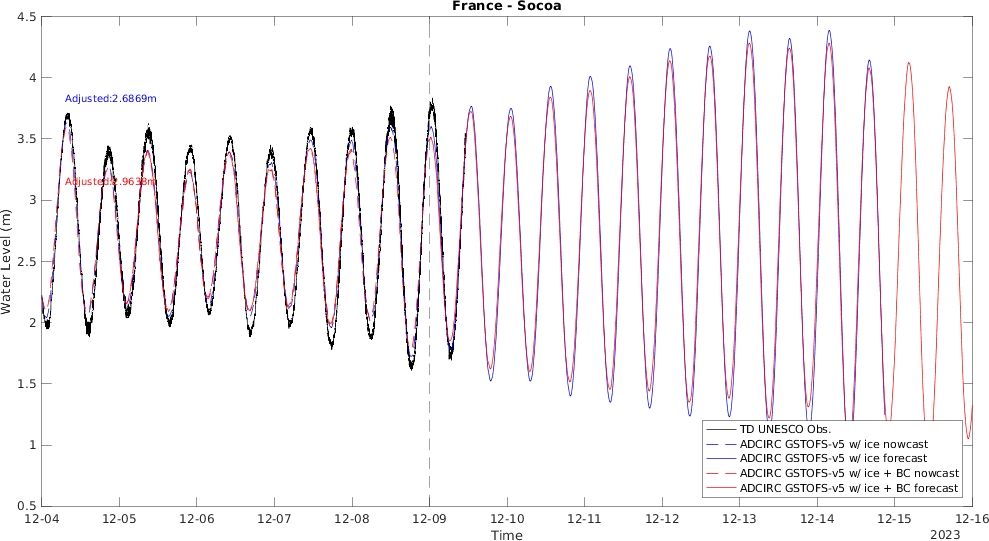 France - Socoa
4.5
4
3.5
3
2.5
2
1.5
1
0.5
Water Level (m)
Adjusted:2.6869m
Adjusted:2.9638m
TD UNESCO Obs.
ADCIRC GSTOFS-v5 w/ ice nowcast
ADCIRC GSTOFS-v5 w/ ice forecast
ADCIRC GSTOFS-v5 w/ ice + BC nowcast
ADCIRC GSTOFS-v5 w/ ice + BC forecast
12-04 12-05 12-06 12-07 12-08 12-09 12-10 12-11 12-12 12-13 12-14 12-15 12-16
Time
2023